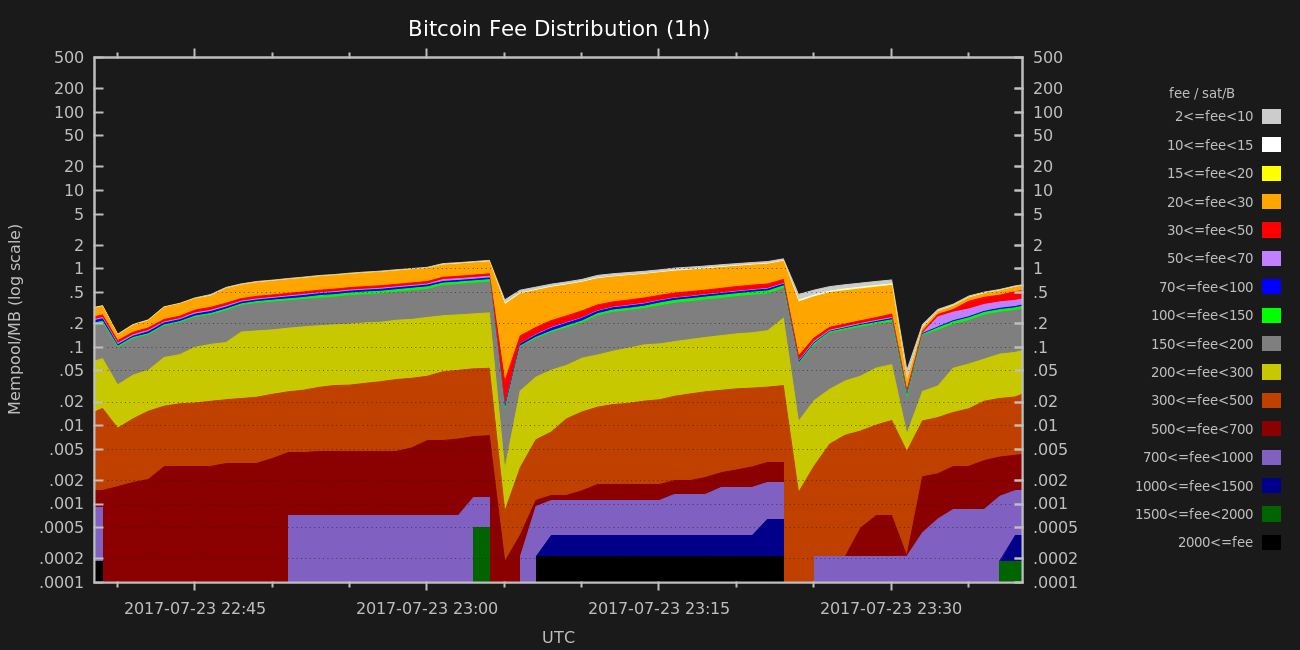 Bitcoin Fee Distribution (1h)
500 500
200 200
100 100
50 50
20 20
10 10
5 5
2 2
1 1
.5 .5
.2 .2
.1 .1
.05 .05
.02 .02
.01 .01
.005 .005
.002 .002
.001 .001
.0005 .0005
.0002 .0002
.0001 .0001
Mempool/MB (log scale)
2017-07-23 22:45 2017-07-23 23:00 2017-07-23 23:15 2017-07-23 23:30
UTC
fee / sat/B
2<=fee<10
10<=fee<15
15<=fee<20
20<=fee<30
30<=fee<50
50<=fee<70
70<=fee<100
100<=fee<150
150<=fee<200
200<=fee<300
300<=fee<500
500<=fee<700
700<=fee<1000
1000<=fee<1500
1500<=fee<2000
2000<=fee